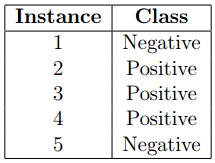 Instance Class
1 Negative
2 Positive
3 Positive
4 Positive
5 Negative